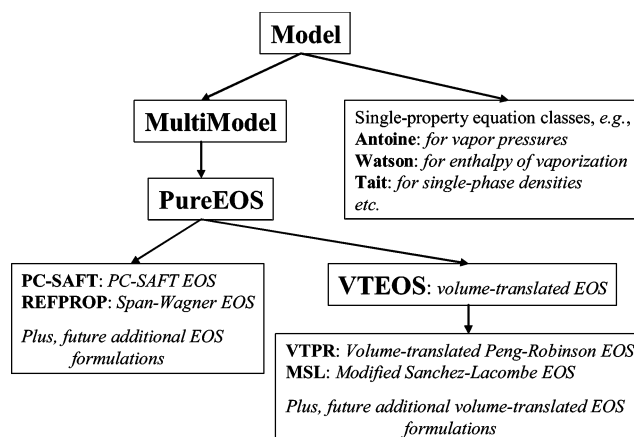 Model
MultiModel
Single-property equation classes, e.g.,
Antoine: for vapor pressures
Watson: for enthalpy of vaporization
Tait: for single-phase densities
etc.
PureEOS
PC-SAFT: PC-SAFT EOS
REFPROP: Span-Wagner EOS
Plus, future additional EOS
formulations
VTEOS: volume-translated EOS
VTPR: Volume-translated Peng-Robinson EOS
MSL: Modified Sanchez-Lacombe EOS
Plus, future additional volume-translated EOS
formulations